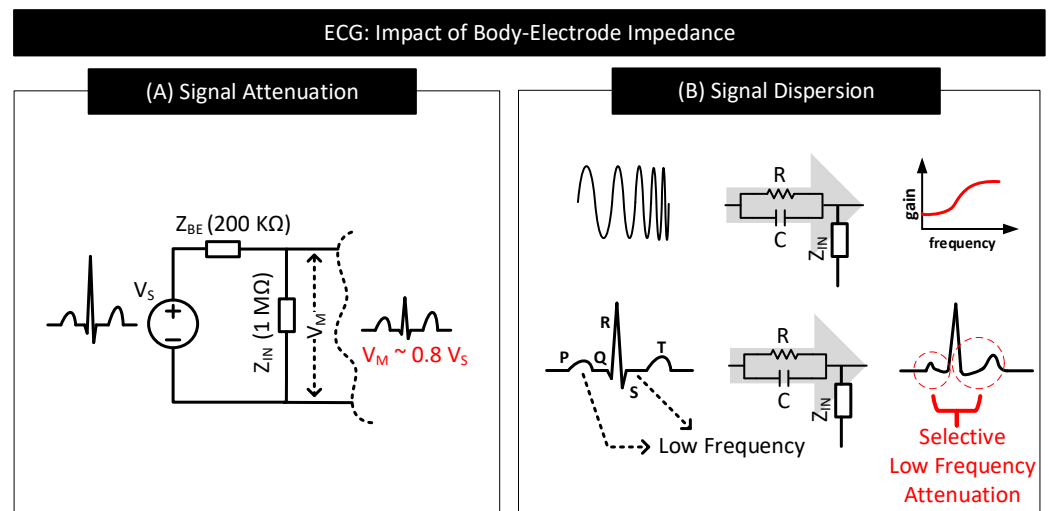 ECG: Impact of Body-Electrode Impedance
(A) Signal Attenuation
Z_BE (200 KΩ)
V_S
+
−
Z_IN (1 MΩ)
V_M
V_M ~ 0.8 V_S
(B) Signal Dispersion
R
C
Z_IN
gain
frequency
R
P
Q
S
T
R
C
Z_IN
Low Frequency
Selective
Low Frequency
Attenuation